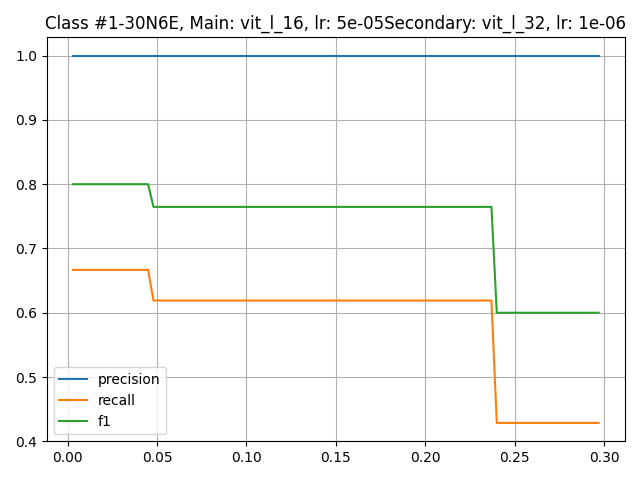 Class #1-30N6E, Main: vit_l_16, lr: 5e-05Secondary: vit_l_32, lr: 1e-06
1.0
0.9
0.8
0.7
0.6
0.5
0.4
precision
recall
f1
0.00 0.05 0.10 0.15 0.20 0.25 0.30